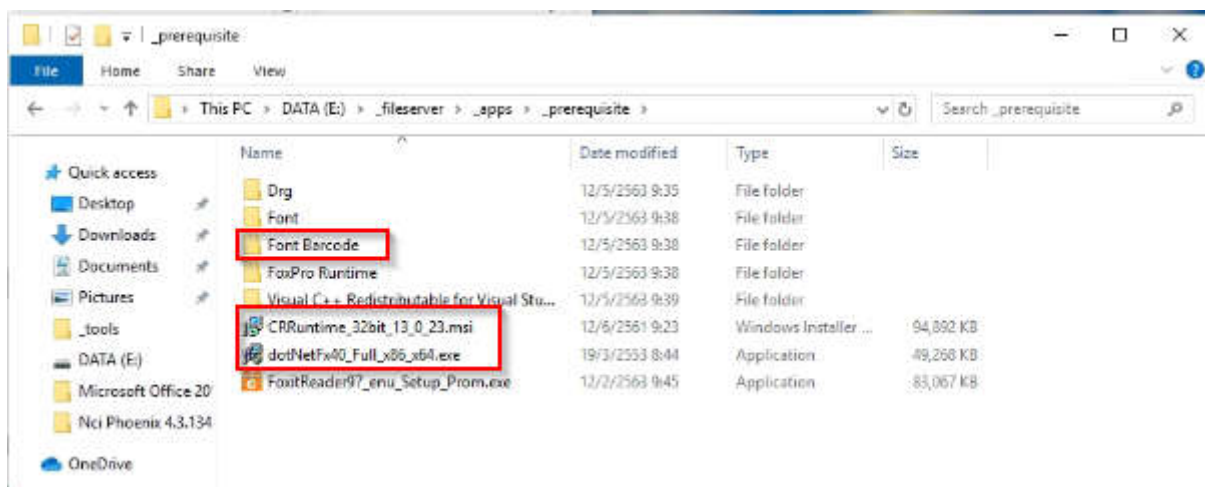 _prerequisite
File Home Share View
This PC > DATA (E:) > _fileserver > _apps > _prerequisite >
Search _prerequisite
Name Date modified Type Size
Quick access
Desktop
Downloads
Documents
Pictures
_tools
DATA (E:)
Microsoft Office 20
Nci Phoenix 4.3.134
OneDrive
Drg 12/5/2563 9:35 File folder
Font 12/5/2563 9:38 File folder
Font Barcode 12/5/2563 9:38 File folder
FoxPro Runtime 12/5/2563 9:38 File folder
Visual C++ Redistributable for Visual Stu... 12/5/2563 9:39 File folder
CRRuntime_32bit_13_0_23.msi 12/6/2561 9:23 Windows Installer ... 94,892 KB
dotNetFx40_Full_x86_x64.exe 19/3/2553 8:44 Application 49,268 KB
FoxitReader97_enu_Setup_Prom.exe 12/2/2563 9:45 Application 83,067 KB